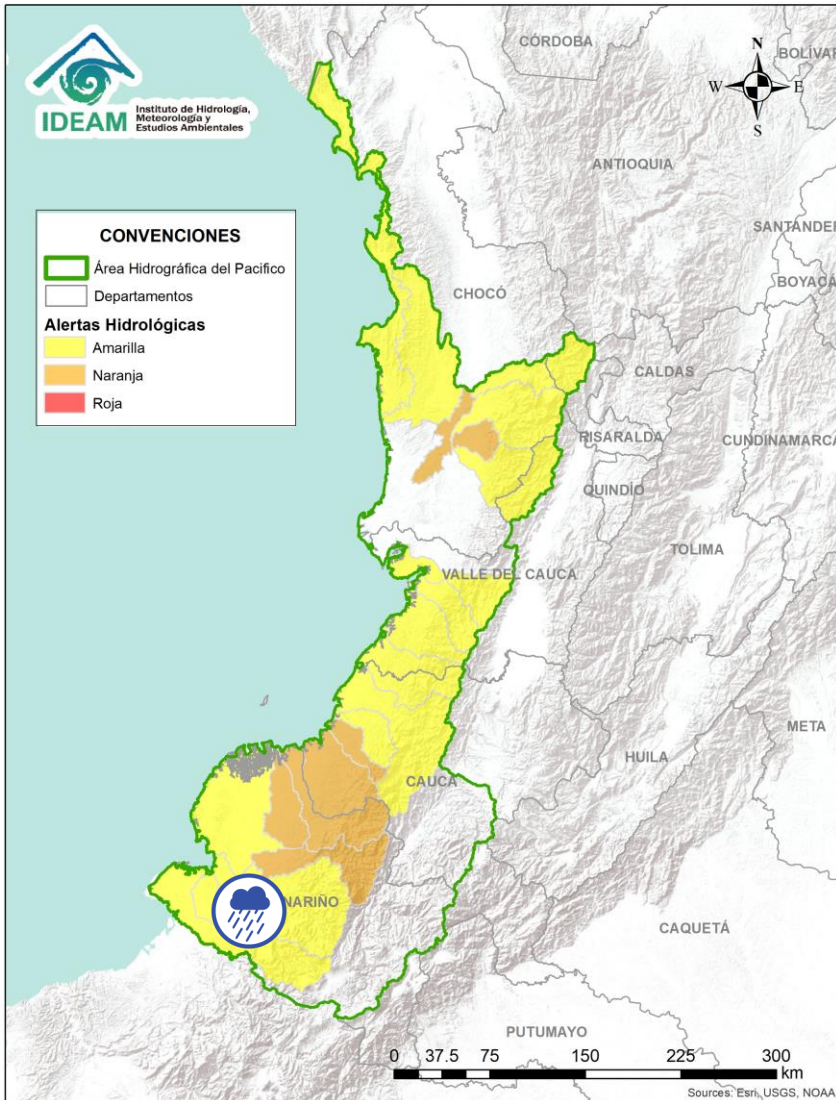 IDEAM
Instituto de Hidrología,
Meteorología y
Estudios Ambientales
CÓRDOBA
BOLÍVAR
N
W
E
S
ANTIOQUIA
SANTANDER
BOYACÁ
CONVENCIONES
Área Hidrográfica del Pacifico
Departamentos
Alertas Hidrológicas
Amarilla
Naranja
Roja
CHOCÓ
CALDAS
RISARALDA
CUNDINAMARCA
QUINDÍO
TOLIMA
VALLE DEL CAUCA
META
HUILA
CAUCA
NARIÑO
CAQUETÁ
PUTUMAYO
0 37.5 75 150 225 300
km
Sources: Esri, USGS, NOAA